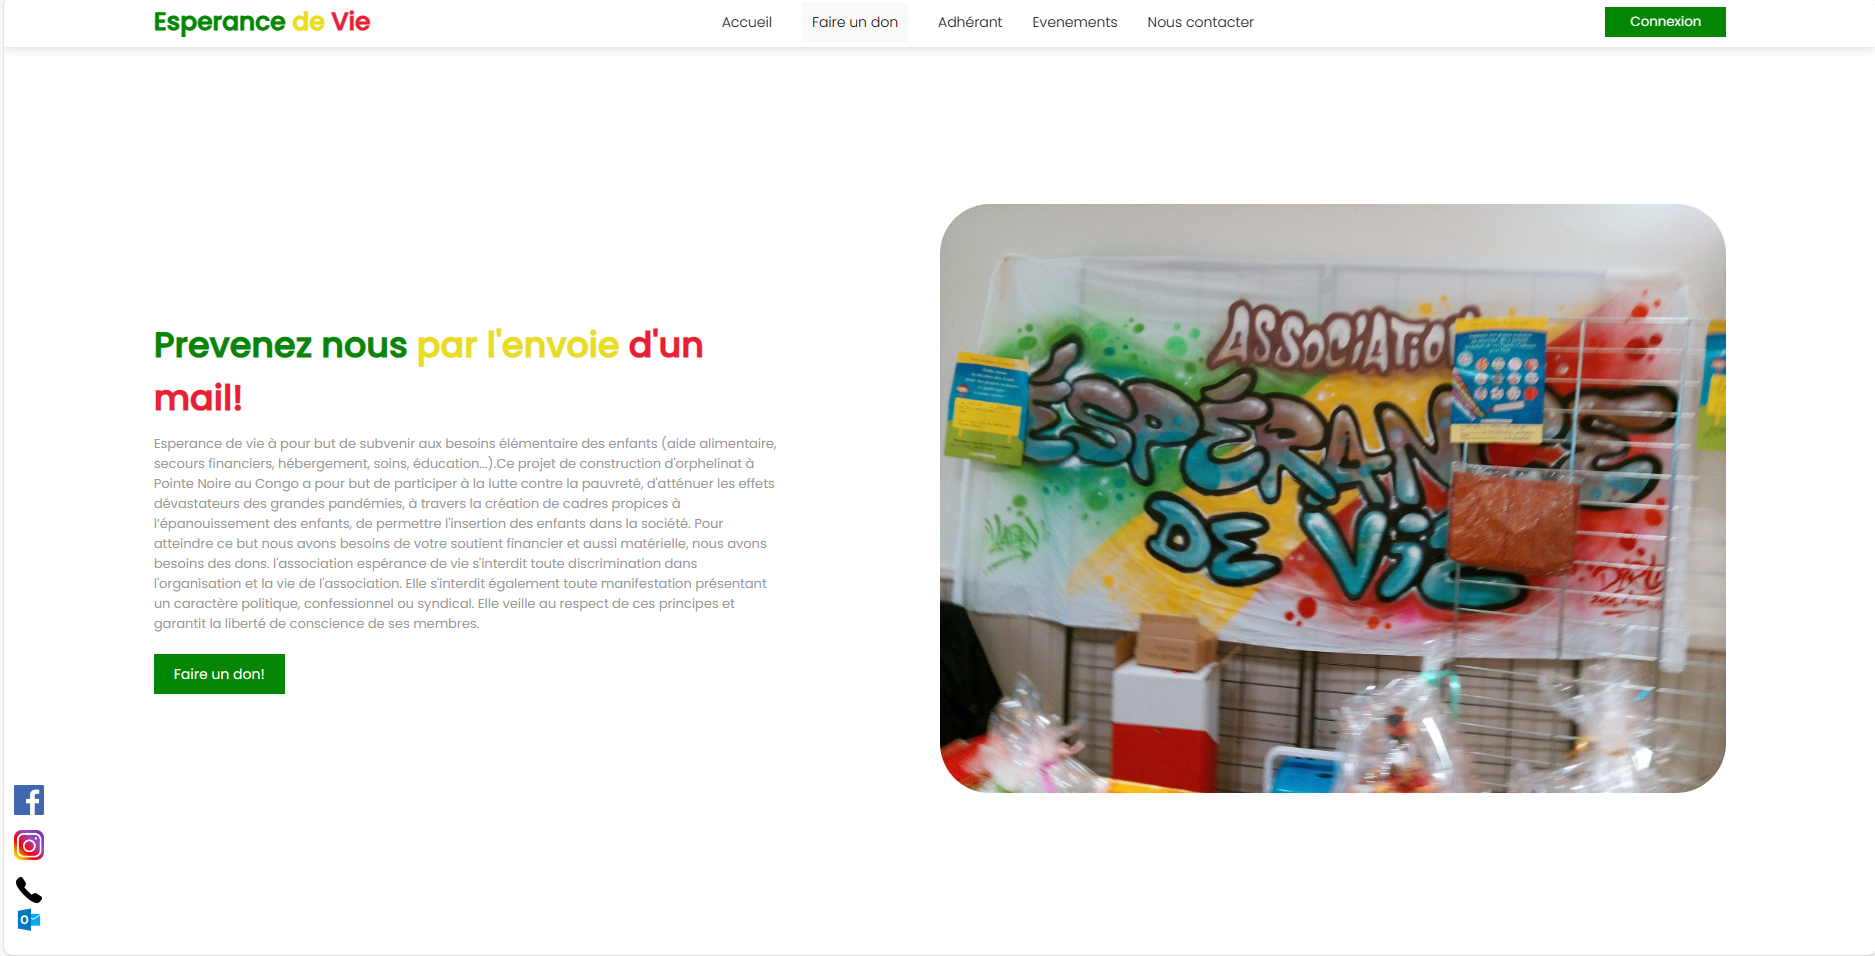 Esperance de Vie
Accueil
Faire un don
Adhérant
Evenements
Nous contacter
Connexion
Prevenez nous par l'envoie d'un
mail!
Esperance de vie à pour but de subvenir aux besoins élémentaire des enfants (aide alimentaire,
secours financiers, hébergement, soins, éducation...).Ce projet de construction d'orphelinat à
Pointe Noire au Congo a pour but de participer à la lutte contre la pauvreté, d'atténuer les effets
dévastateurs des grandes pandémies, à travers la création de cadres propices à
l’épanouissement des enfants, de permettre l'insertion des enfants dans la société. Pour
atteindre ce but nous avons besoins de votre soutient financier et aussi matérielle, nous avons
besoins des dons. l'association espérance de vie s'interdit toute discrimination dans
l'organisation et la vie de l'association. Elle s'interdit également toute manifestation présentant
un caractère politique, confessionnel ou syndical. Elle veille au respect de ces principes et
garantit la liberté de conscience de ses membres.
Faire un don!
ASSOCIATION
ÉSPÉRANCE
DE ViE